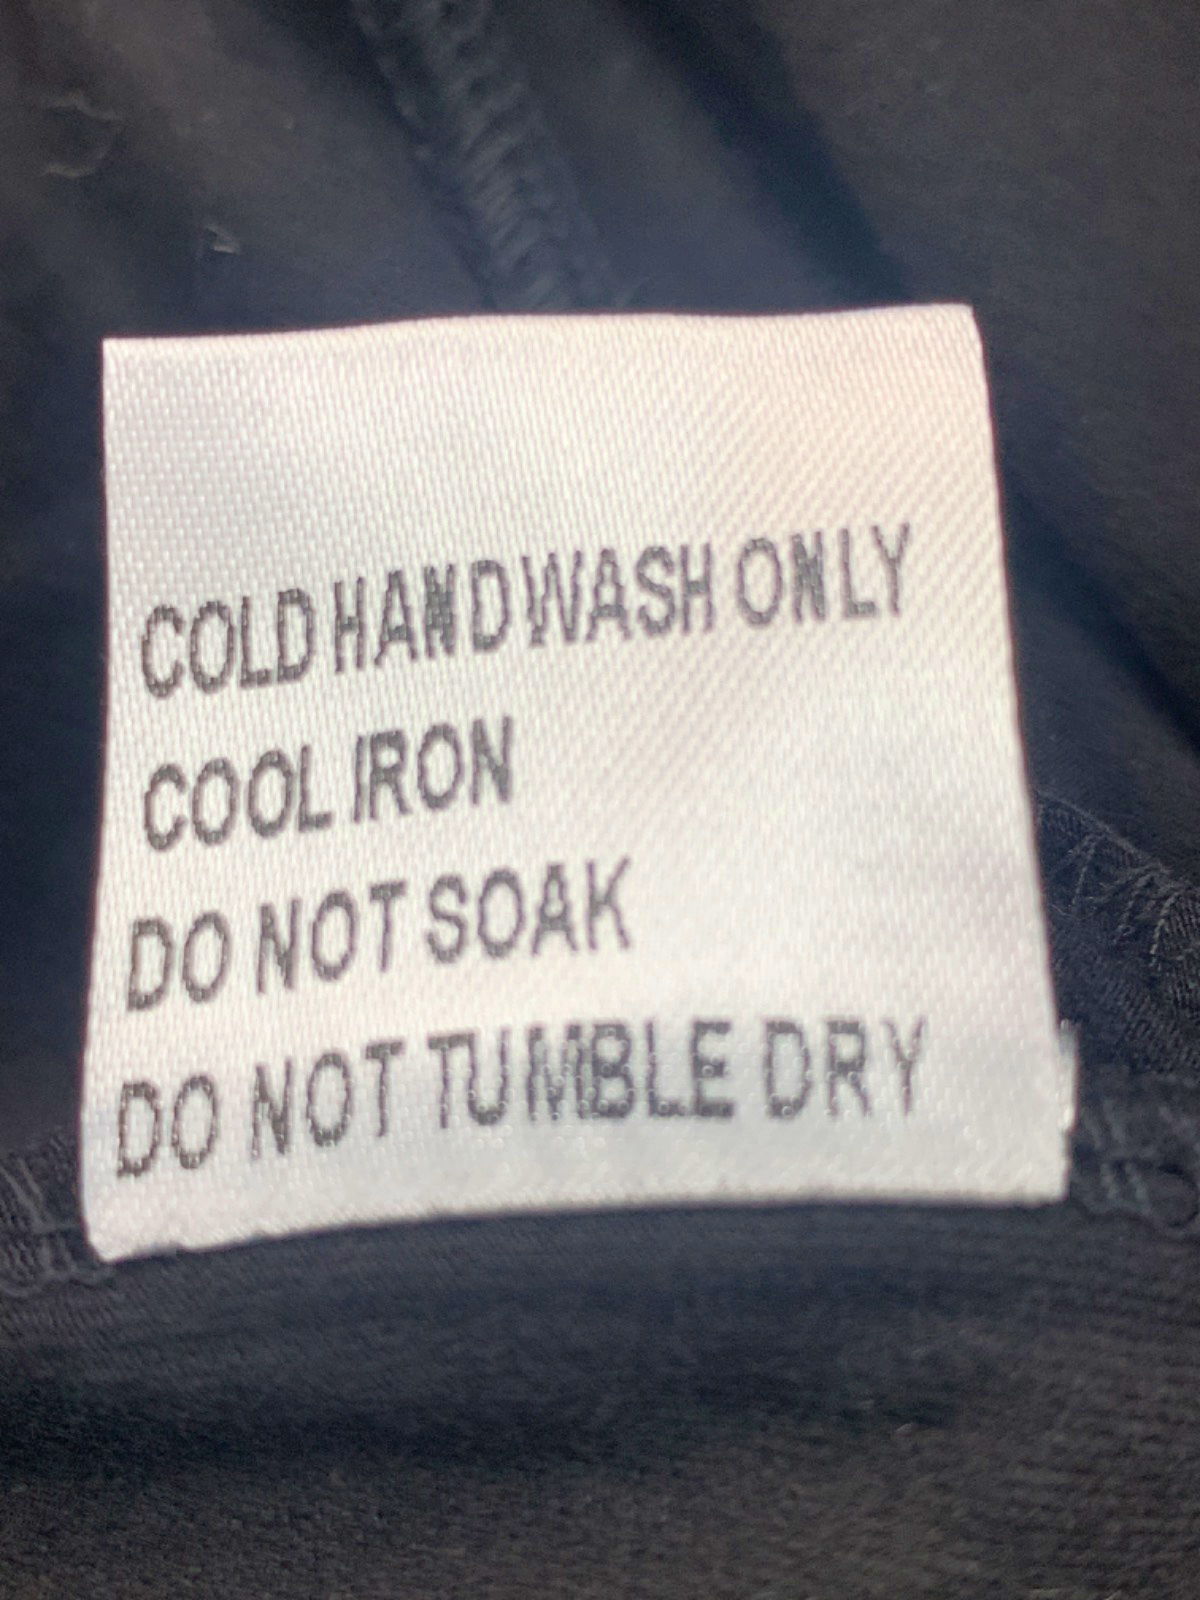 COLD HAND WASH ONLY
COOL IRON
DO NOT SOAK
DO NOT TUMBLE DRY